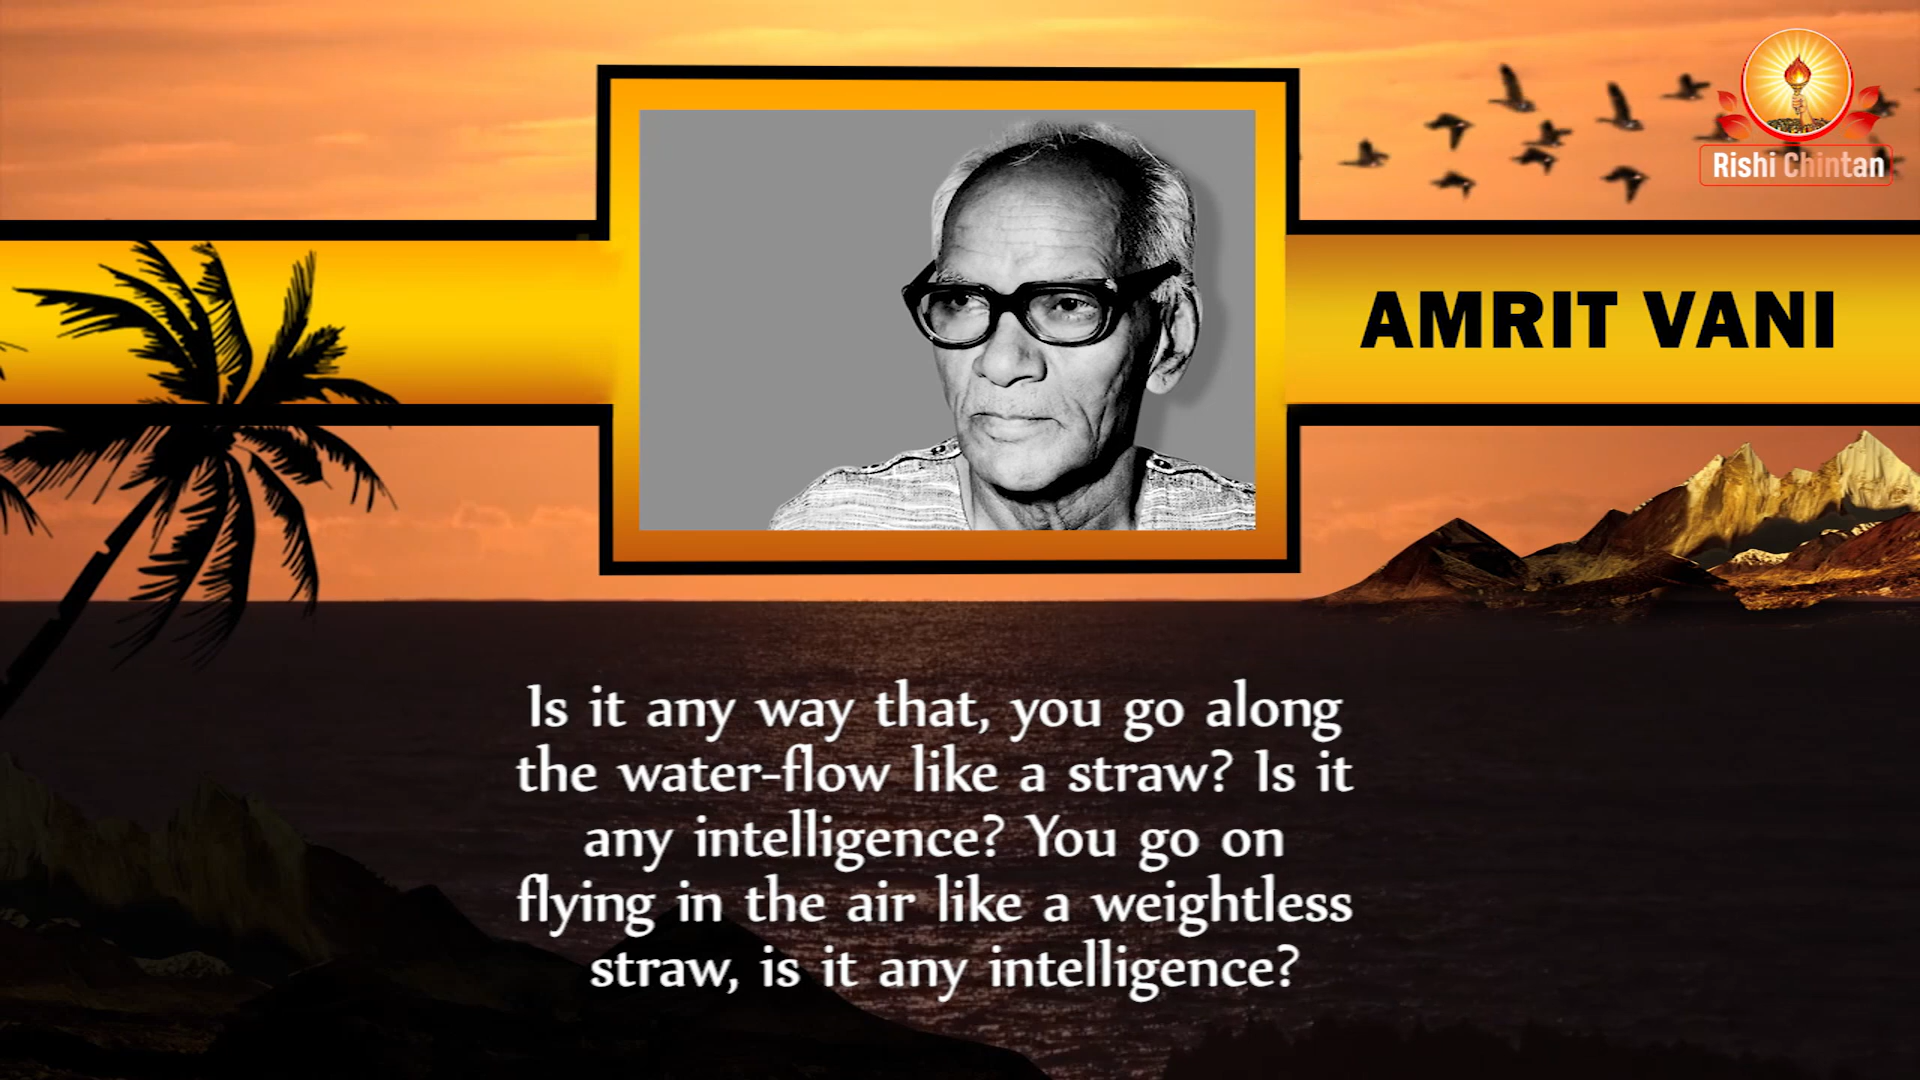 Rishi Chintan
AMRIT VANI
Is it any way that, you go along
the water-flow like a straw? Is it
any intelligence? You go on
flying in the air like a weightless
straw, is it any intelligence?